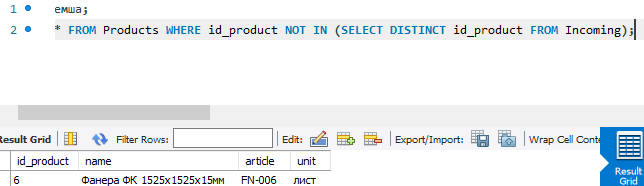 1 емша;
2 * FROM Products WHERE id_product NOT IN (SELECT DISTINCT id_product FROM Incoming);
Result Grid Filter Rows: Edit: Export/Import: Wrap Cell Conte
id_product name article unit
6 Фанера ФК 1525х1525х15мм FN-006 лист
Result
Grid